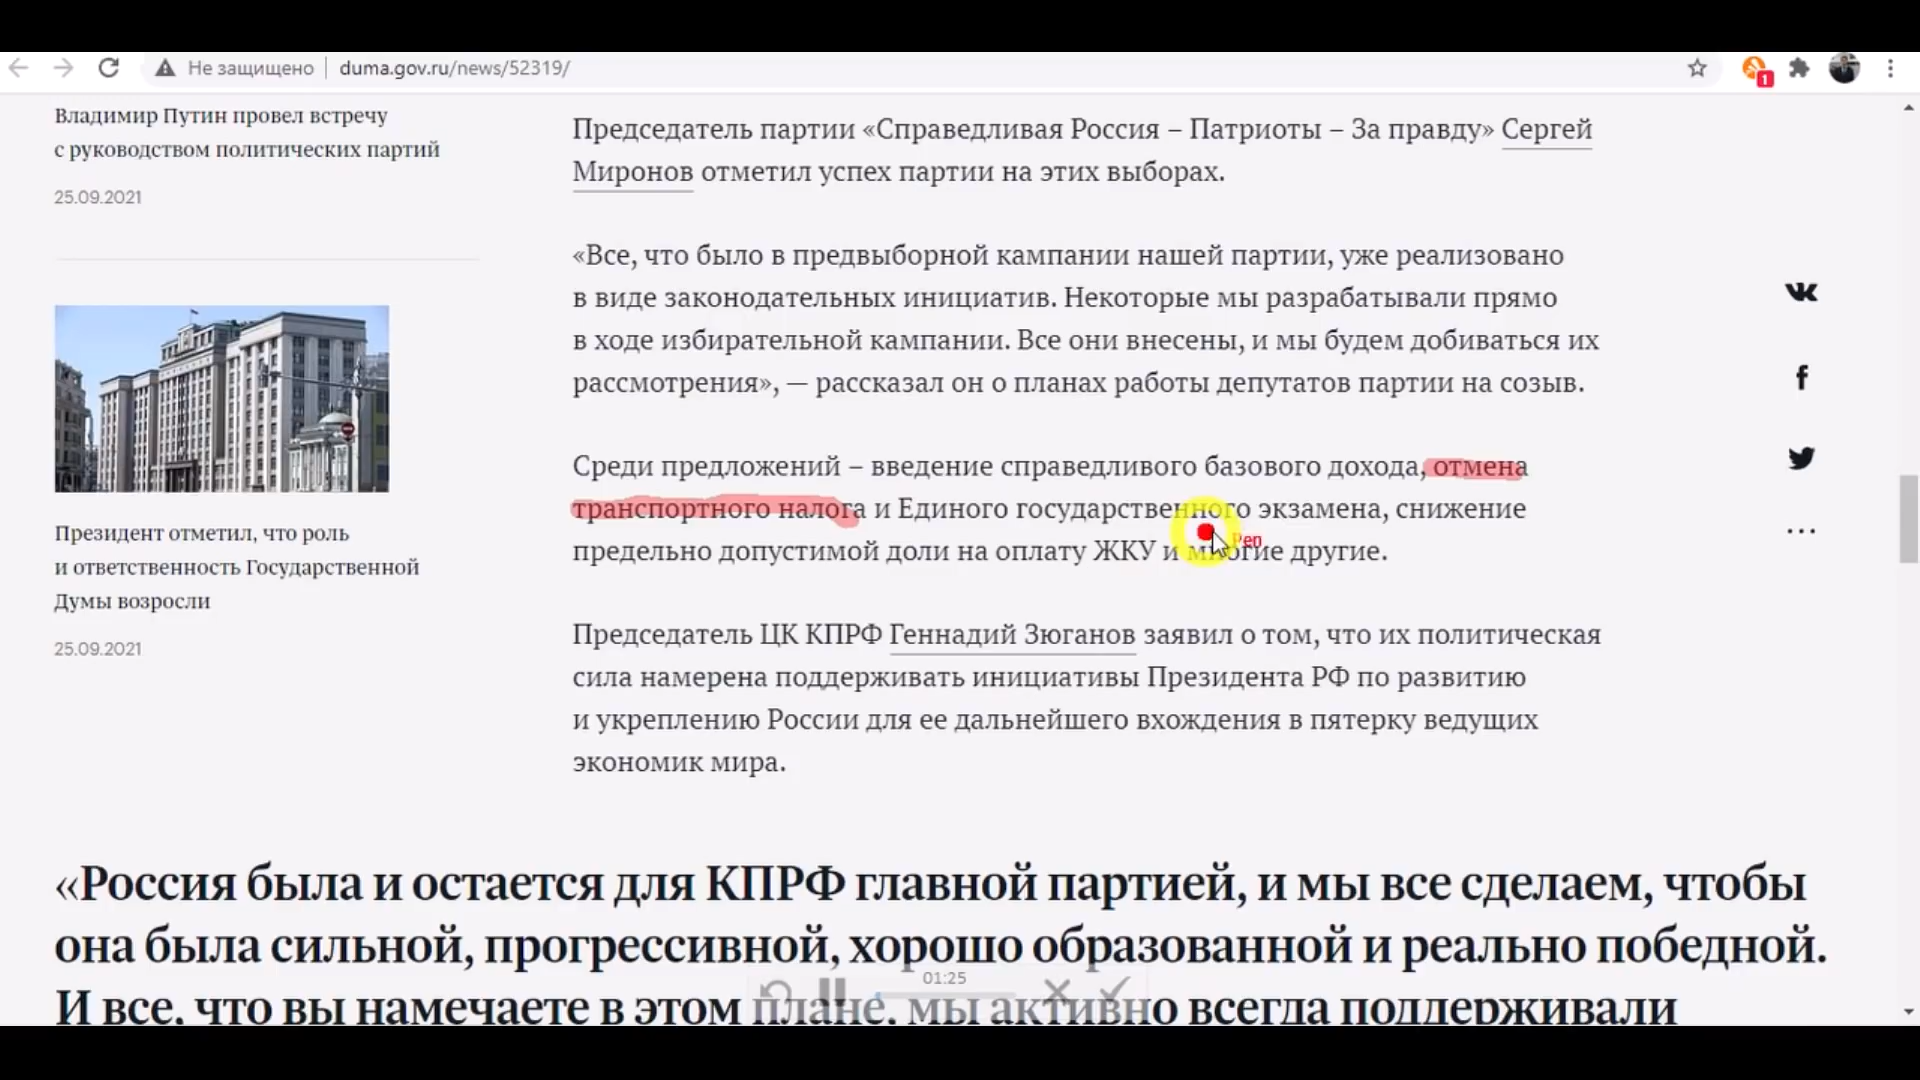 Не защищено
duma.gov.ru/news/52319/
1
Владимир Путин провел встречу
с руководством политических партий
25.09.2021
Президент отметил, что роль
и ответственность Государственной
Думы возросли
25.09.2021
Председатель партии «Справедливая Россия – Патриоты – За правду» Сергей
Миронов отметил успех партии на этих выборах.
«Все, что было в предвыборной кампании нашей партии, уже реализовано
в виде законодательных инициатив. Некоторые мы разрабатывали прямо
в ходе избирательной кампании. Все они внесены, и мы будем добиваться их
рассмотрения», — рассказал он о планах работы депутатов партии на созыв.
Среди предложений – введение справедливого базового дохода, отмена
транспортного налога и Единого государственного экзамена, снижение
предельно допустимой доли на оплату ЖКУ и многие другие.
Pen
Председатель ЦК КПРФ Геннадий Зюганов заявил о том, что их политическая
сила намерена поддерживать инициативы Президента РФ по развитию
и укреплению России для ее дальнейшего вхождения в пятерку ведущих
экономик мира.
«Россия была и остается для КПРФ главной партией, и мы все сделаем, чтобы
она была сильной, прогрессивной, хорошо образованной и реально победной.
И все, что вы намечаете в этом плане, мы активно всегда поддерживали
01:25